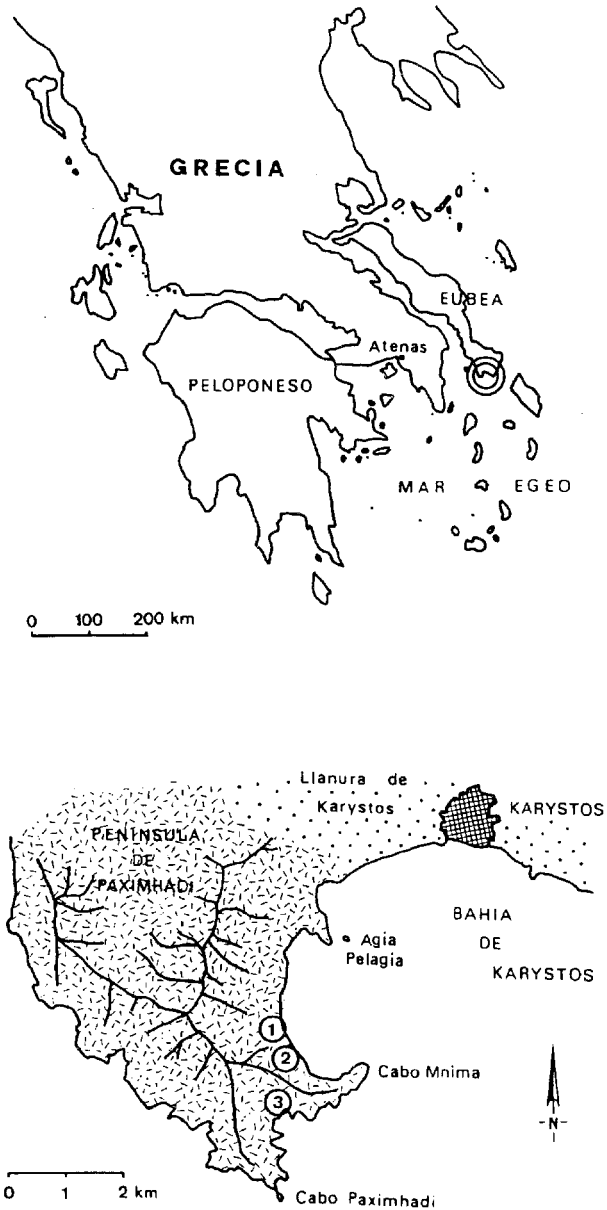 GRECIA
EUBEA
Atenas
PELOPONESO
MAR EGEO
0 100 200 km
Llanura de
Karystos
KARYSTOS
PENINSULA
DE
PAXIMHADI
BAHIA
DE
KARYSTOS
Agia
Pelagia
1
2
Cabo Mnima
3
-N-
0 1 2 km
Cabo Paximhadi